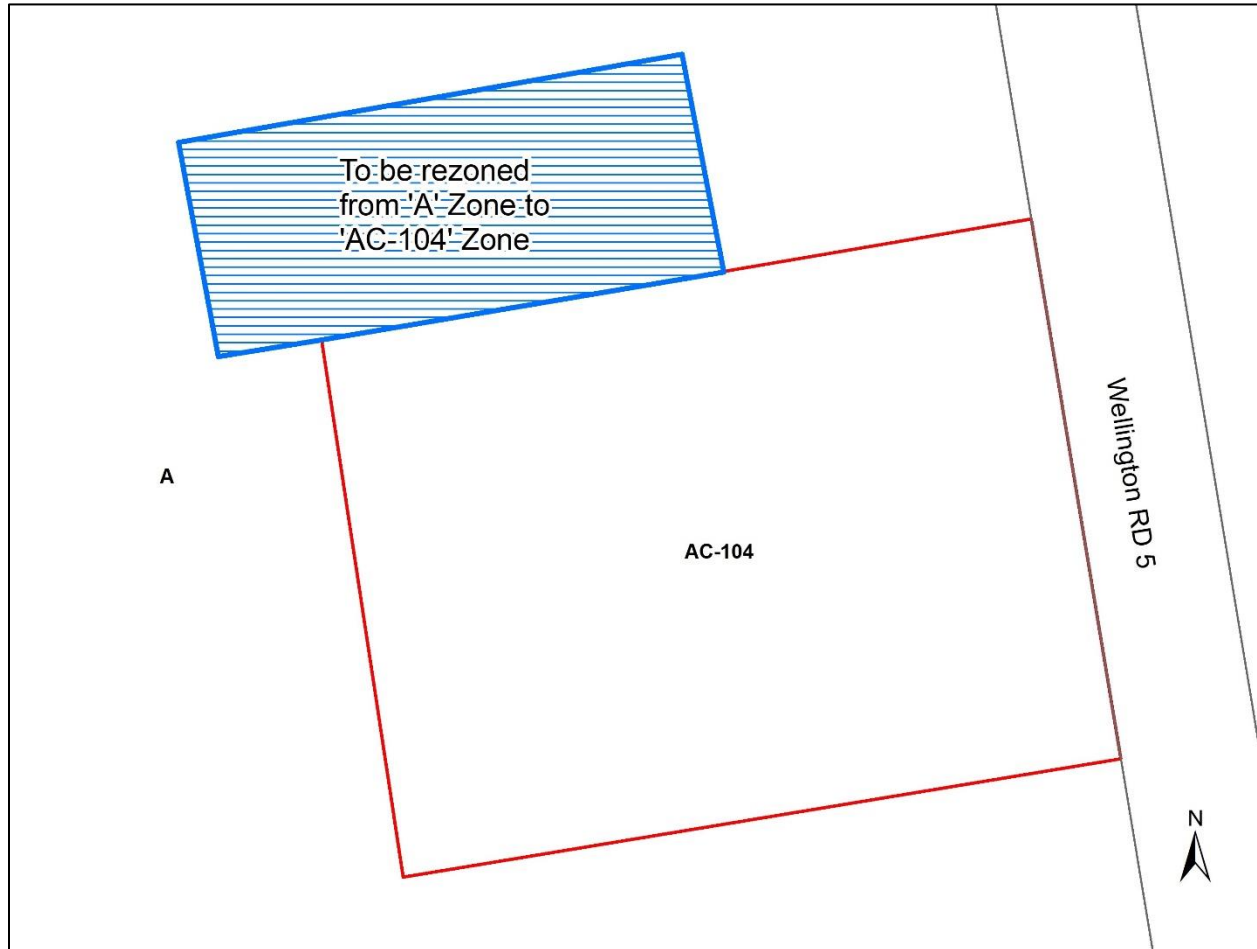 To be rezoned
from 'A' Zone to
'AC-104' Zone
A
AC-104
Wellington RD 5
N